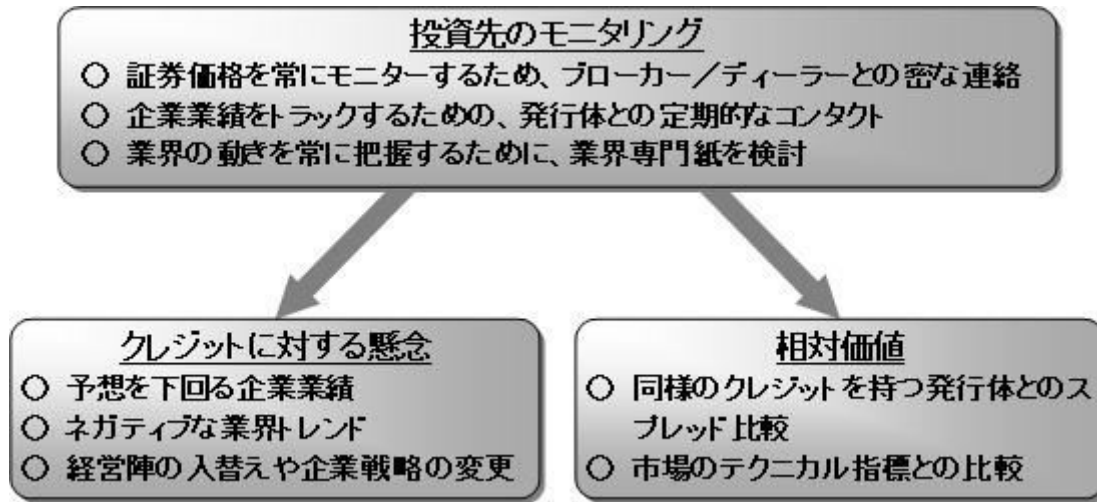 投資先のモニタリング
○ 証券価格を常にモニターするため、ブローカー／ディーラーとの密な連絡
○ 企業業績をトラックするための、発行体との定期的なコンタクト
○ 業界の動きを常に把握するために、業界専門紙を検討
クレジットに対する懸念
○ 予想を下回る企業業績
○ ネガティブな業界トレンド
○ 経営陣の入替えや企業戦略の変更
相対価値
○ 同様のクレジットを持つ発行体とのス
プレッド比較
○ 市場のテクニカル指標との比較